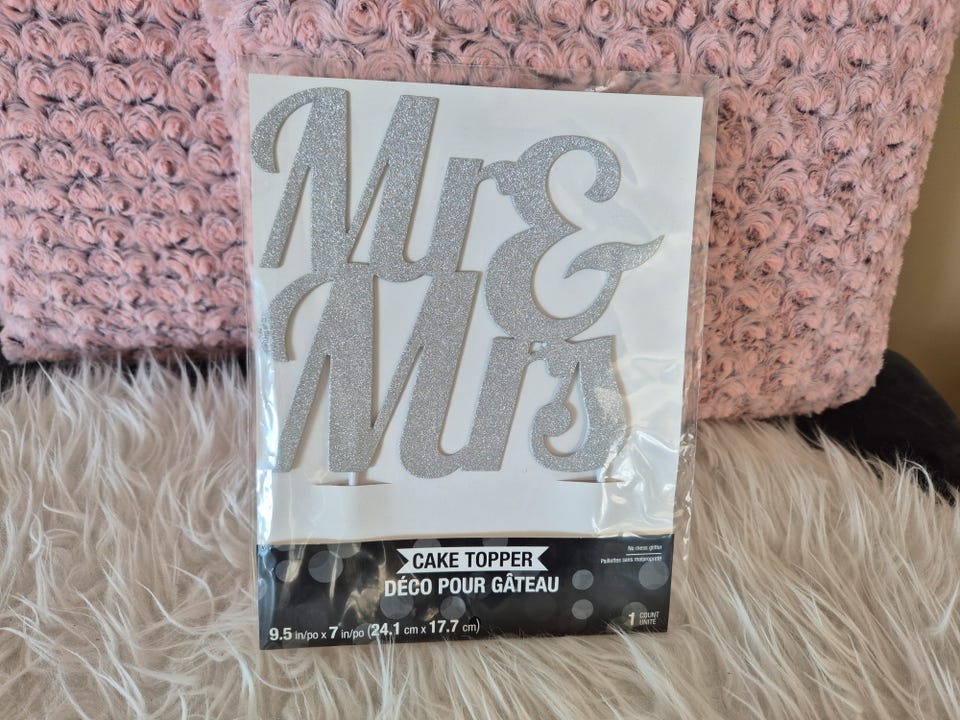 Mr &
Mrs
CAKE TOPPER
DÉCO POUR GÂTEAU
No mess glitter
Paillettes sans malpropreté
9.5 in/po x 7 in/po (24.1 cm x 17.7 cm)
1 COUNT
UNITÉ